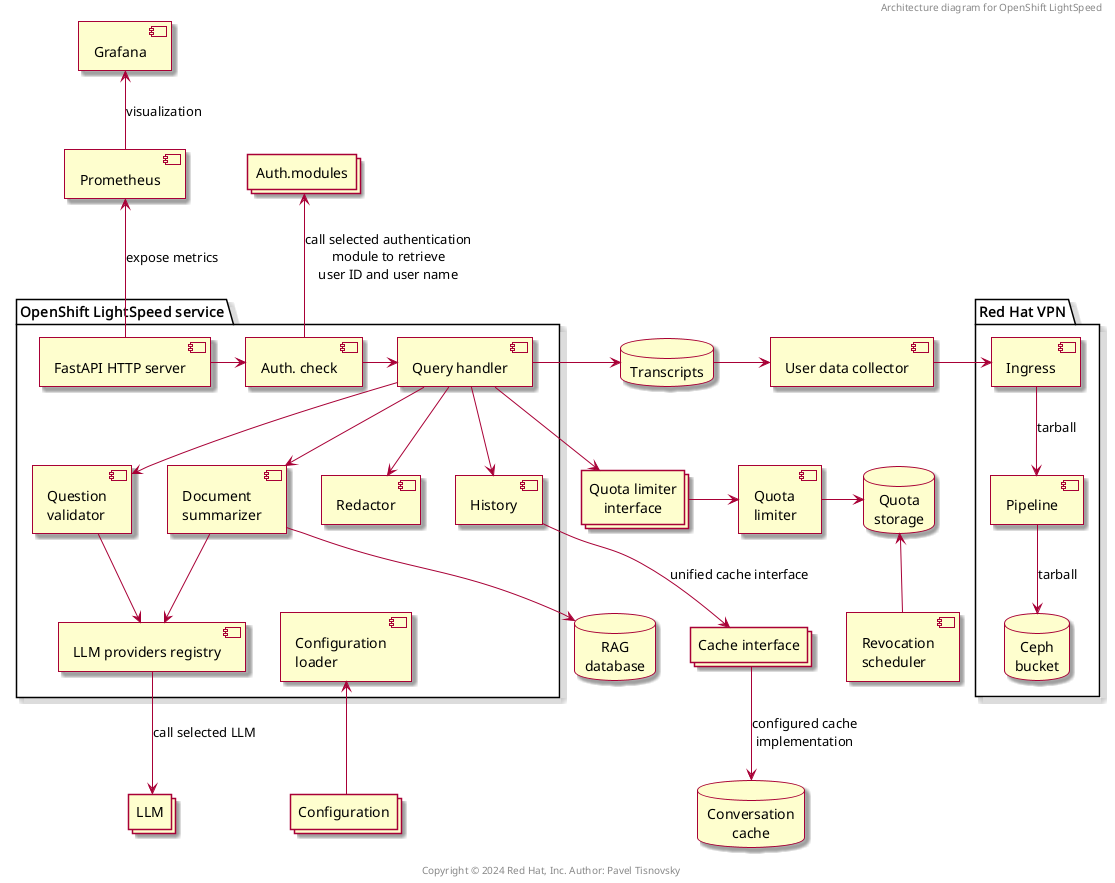 Architecture diagram for OpenShift LightSpeed
Grafana
visualization
Prometheus
Auth.modules
expose metrics
call selected authentication
module to retrieve
user ID and user name
OpenShift LightSpeed service
Red Hat VPN
FastAPI HTTP server
Auth. check
Query handler
Transcripts
User data collector
Ingress
tarball
Question
validator
Document
summarizer
Redactor
History
Quota limiter
interface
Quota
limiter
Quota
storage
Pipeline
unified cache interface
tarball
LLM providers registry
Configuration
loader
RAG
database
Cache interface
Revocation
scheduler
Ceph
bucket
call selected LLM
configured cache
implementation
LLM
Configuration
Conversation
cache
Copyright © 2024 Red Hat, Inc. Author: Pavel Tisnovsky